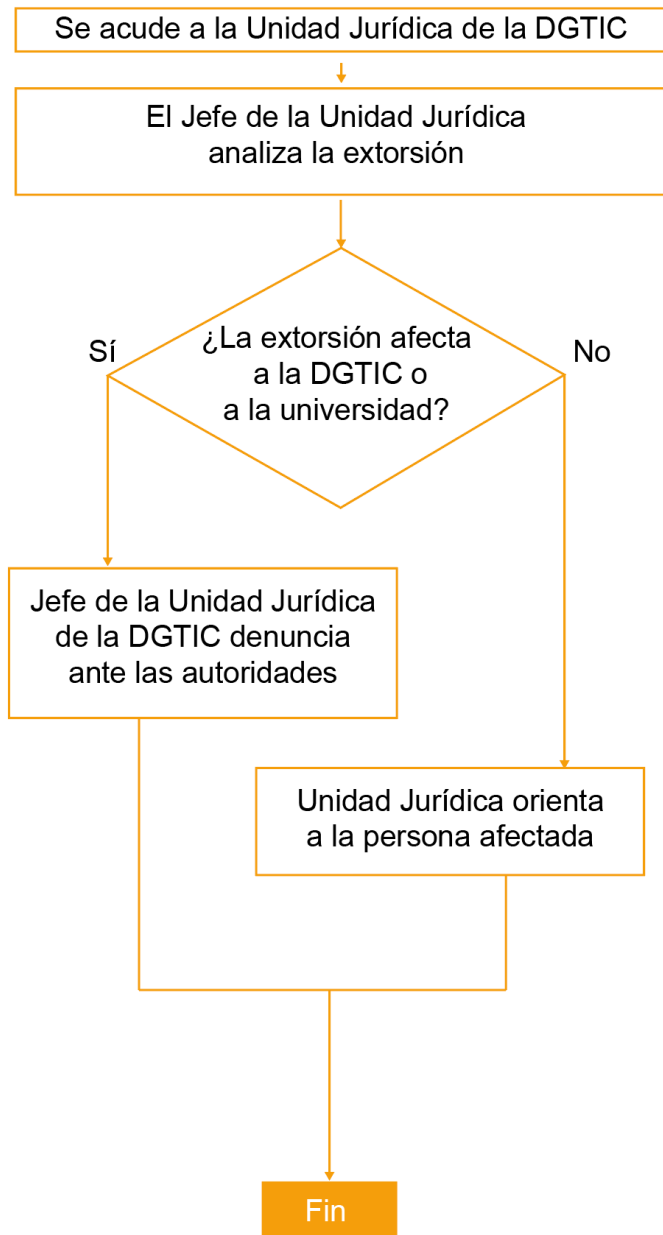 Se acude a la Unidad Jurídica de la DGTIC
El Jefe de la Unidad Jurídica
analiza la extorsión
¿La extorsión afecta
a la DGTIC o
a la universidad?
Sí
No
Jefe de la Unidad Jurídica
de la DGTIC denuncia
ante las autoridades
Unidad Jurídica orienta
a la persona afectada
Fin